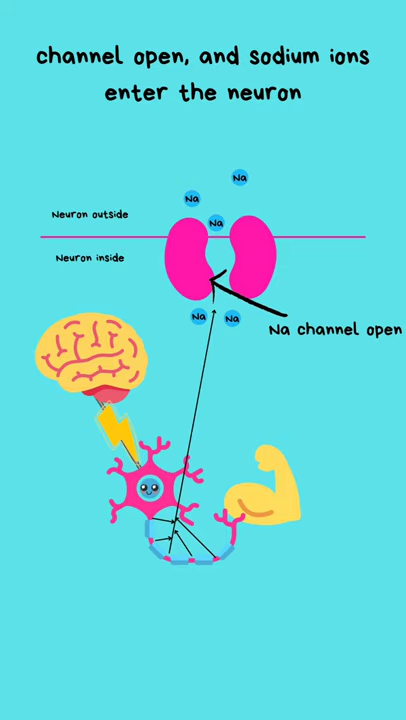 channel open, and sodium ions
enter the neuron
Na
Na
Na
Neuron outside
Neuron inside
Na
Na
Na channel open